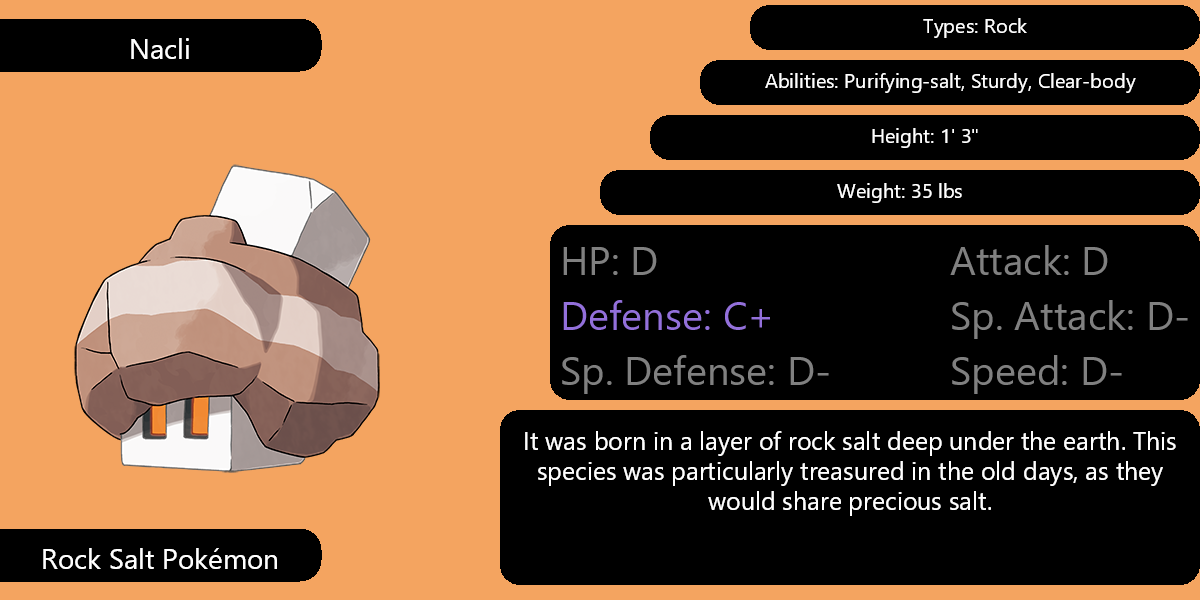 Nacli
Types: Rock
Abilities: Purifying-salt, Sturdy, Clear-body
Height: 1' 3"
Weight: 35 lbs
HP: D
Attack: D
Defense: C+
Sp. Attack: D-
Sp. Defense: D-
Speed: D-
It was born in a layer of rock salt deep under the earth. This
species was particularly treasured in the old days, as they
would share precious salt.
Rock Salt Pokémon